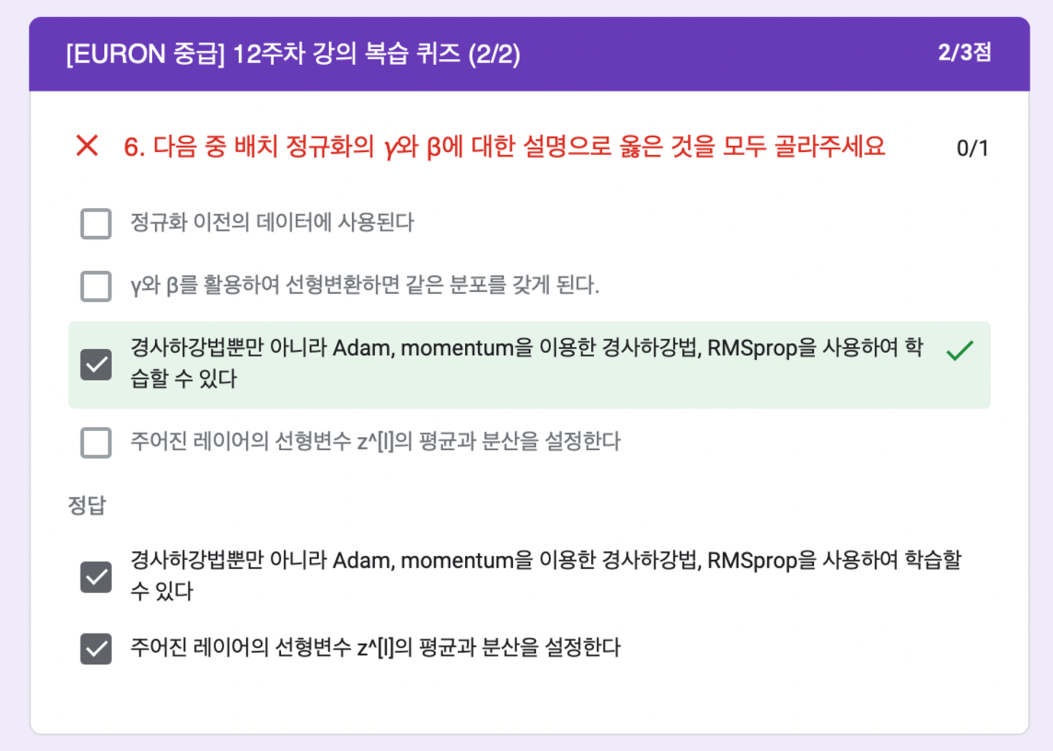 [EURON 중급] 12주차 강의 복습 퀴즈 (2/2)
2/3점
6. 다음 중 배치 정규화의 γ와 β에 대한 설명으로 옳은 것을 모두 골라주세요
0/1
정규화 이전의 데이터에 사용된다
γ와 β를 활용하여 선형변환하면 같은 분포를 갖게 된다.
경사하강법뿐만 아니라 Adam, momentum을 이용한 경사하강법, RMSprop을 사용하여 학
습할 수 있다
주어진 레이어의 선형변수 z^[l]의 평균과 분산을 설정한다
정답
경사하강법뿐만 아니라 Adam, momentum을 이용한 경사하강법, RMSprop을 사용하여 학습할
수 있다
주어진 레이어의 선형변수 z^[l]의 평균과 분산을 설정한다